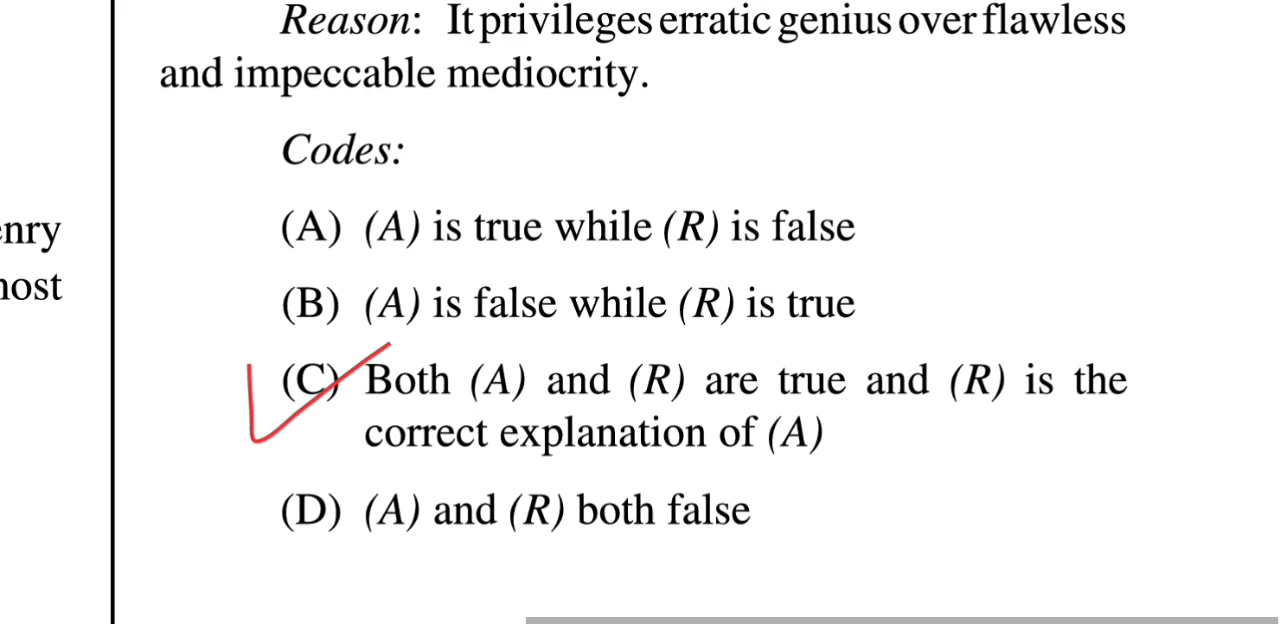 Reason: It privileges erratic genius over flawless
and impeccable mediocrity.
Codes:
(A) (A) is true while (R) is false
(B) (A) is false while (R) is true
(C) Both (A) and (R) are true and (R) is the
correct explanation of (A)
(D) (A) and (R) both false